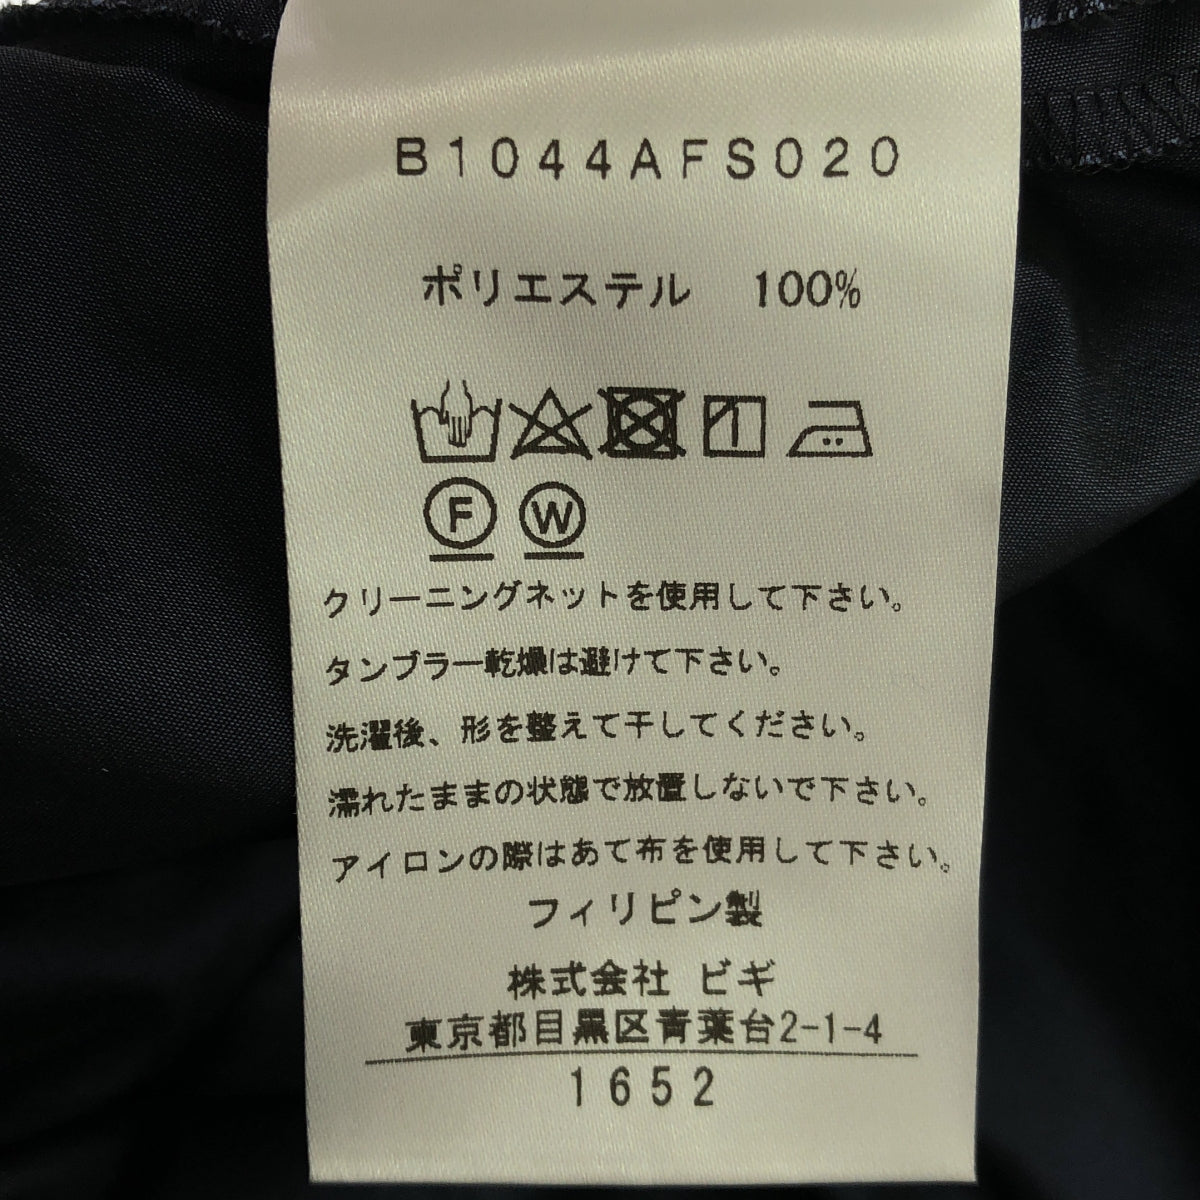 B1044AFS020
ポリエステル 100%
F W
クリーニングネットを使用して下さい。
タンブラー乾燥は避けて下さい。
洗濯後、形を整えて干してください。
濡れたままの状態で放置しないで下さい。
アイロンの際はあて布を使用して下さい。
フィリピン製
株式会社 ビギ
東京都目黒区青葉台2-1-4
1652